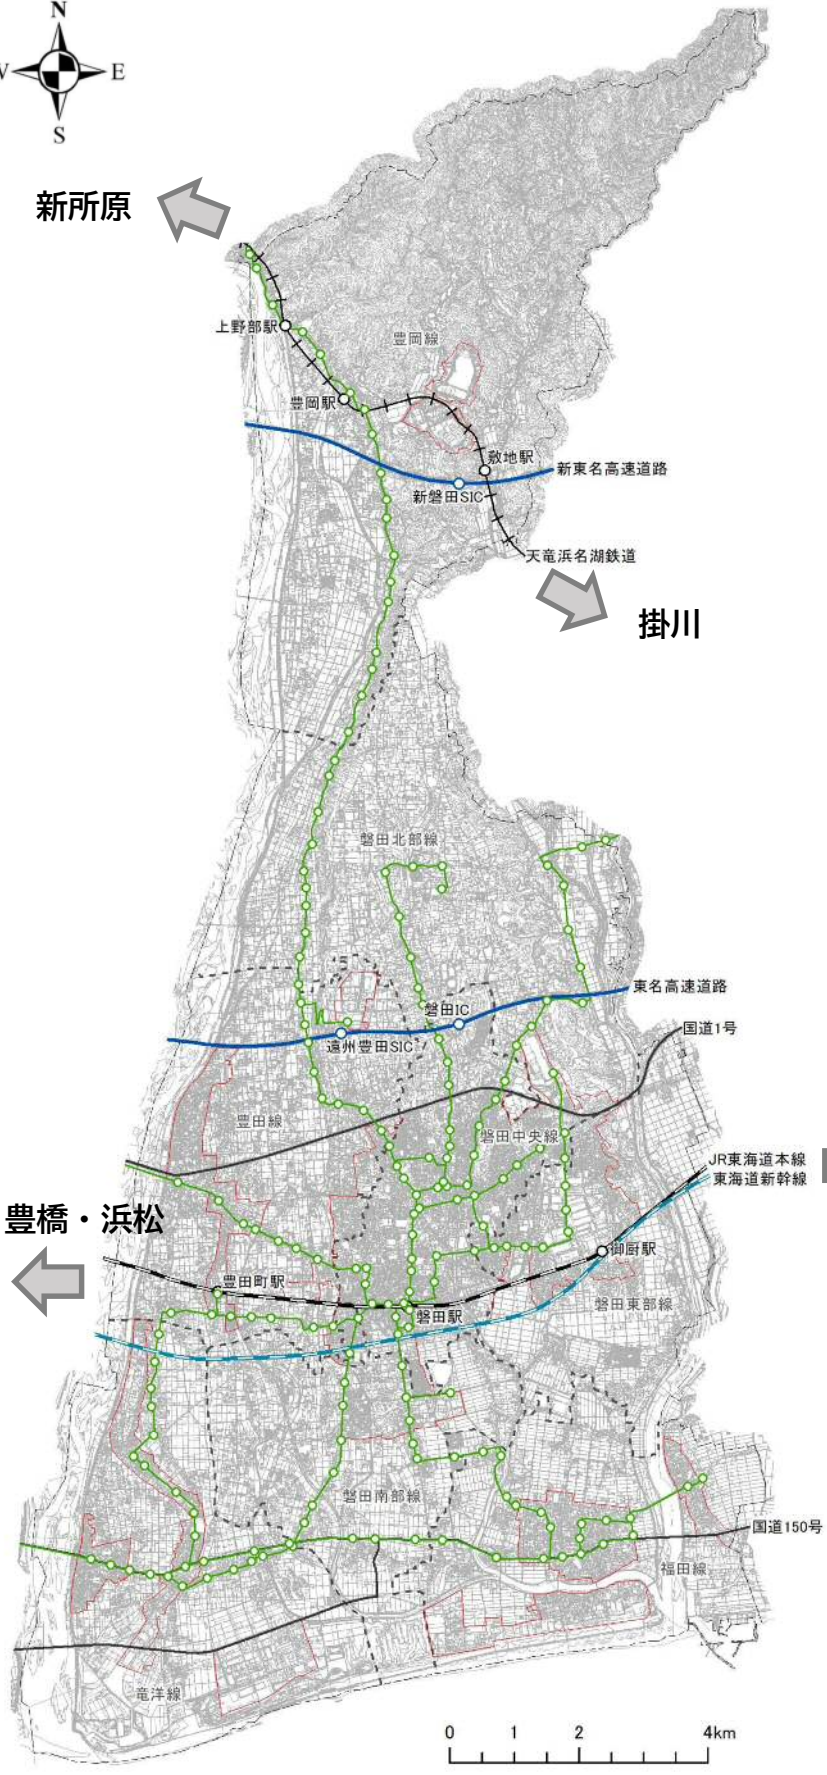 N
E
S
新所原
上野部駅
豊岡線
豊岡駅
敷地駅
新東名高速道路
新磐田SIC
天竜浜名湖鉄道
掛川
磐田北部線
東名高速道路
磐田IC
国道1号
遠州豊田SIC
豊田線
磐田中央線
JR東海道本線
東海道新幹線
豊橋・浜松
御厨駅
豊田町駅
磐田東部線
磐田駅
磐田南部線
国道150号
福田線
竜洋線
0 1 2 4km